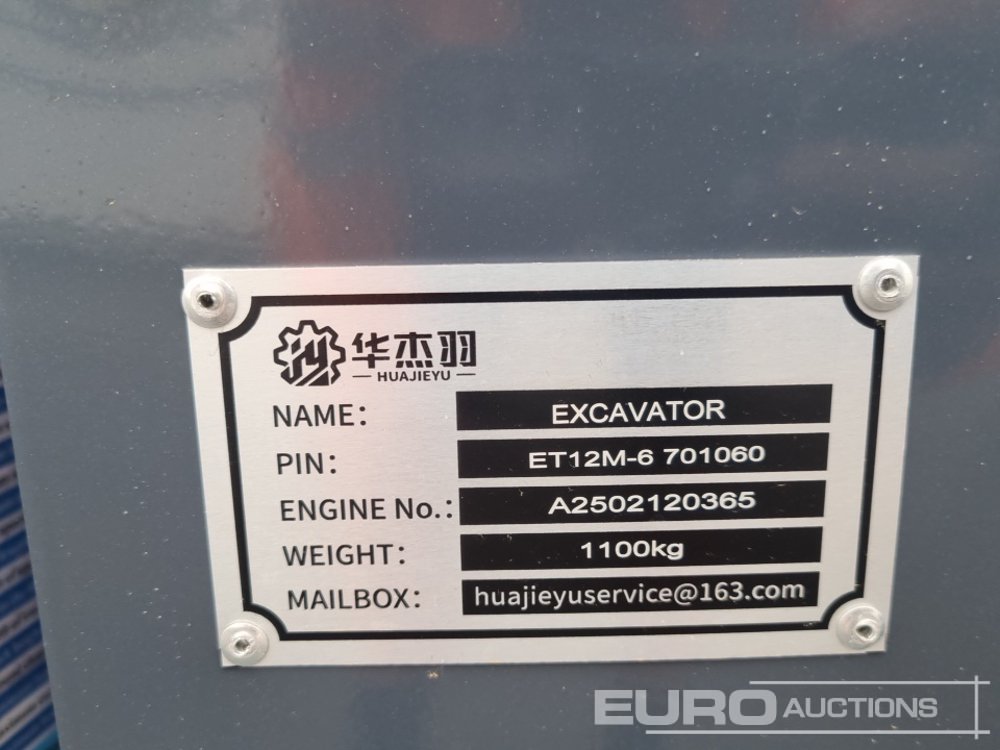 华杰羽
HUAJIEYU
NAME: EXCAVATOR
PIN: ET12M-6 701060
ENGINE No.: A2502120365
WEIGHT: 1100kg
MAILBOX: huajieyuservice@163.com
EURO AUCTIONS